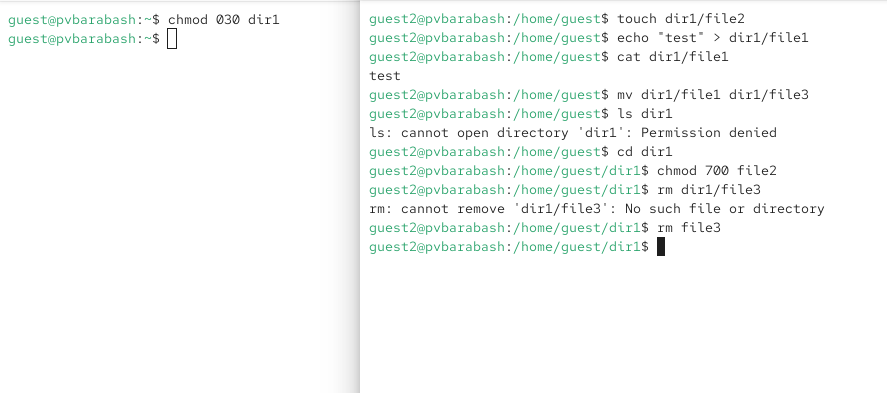 guest@pvbarabash:~$ chmod 030 dir1
guest@pvbarabash:~$
guest2@pvbarabash:/home/guest$ touch dir1/file2
guest2@pvbarabash:/home/guest$ echo "test" > dir1/file1
guest2@pvbarabash:/home/guest$ cat dir1/file1
test
guest2@pvbarabash:/home/guest$ mv dir1/file1 dir1/file3
guest2@pvbarabash:/home/guest$ ls dir1
ls: cannot open directory 'dir1': Permission denied
guest2@pvbarabash:/home/guest$ cd dir1
guest2@pvbarabash:/home/guest/dir1$ chmod 700 file2
guest2@pvbarabash:/home/guest/dir1$ rm dir1/file3
rm: cannot remove 'dir1/file3': No such file or directory
guest2@pvbarabash:/home/guest/dir1$ rm file3
guest2@pvbarabash:/home/guest/dir1$